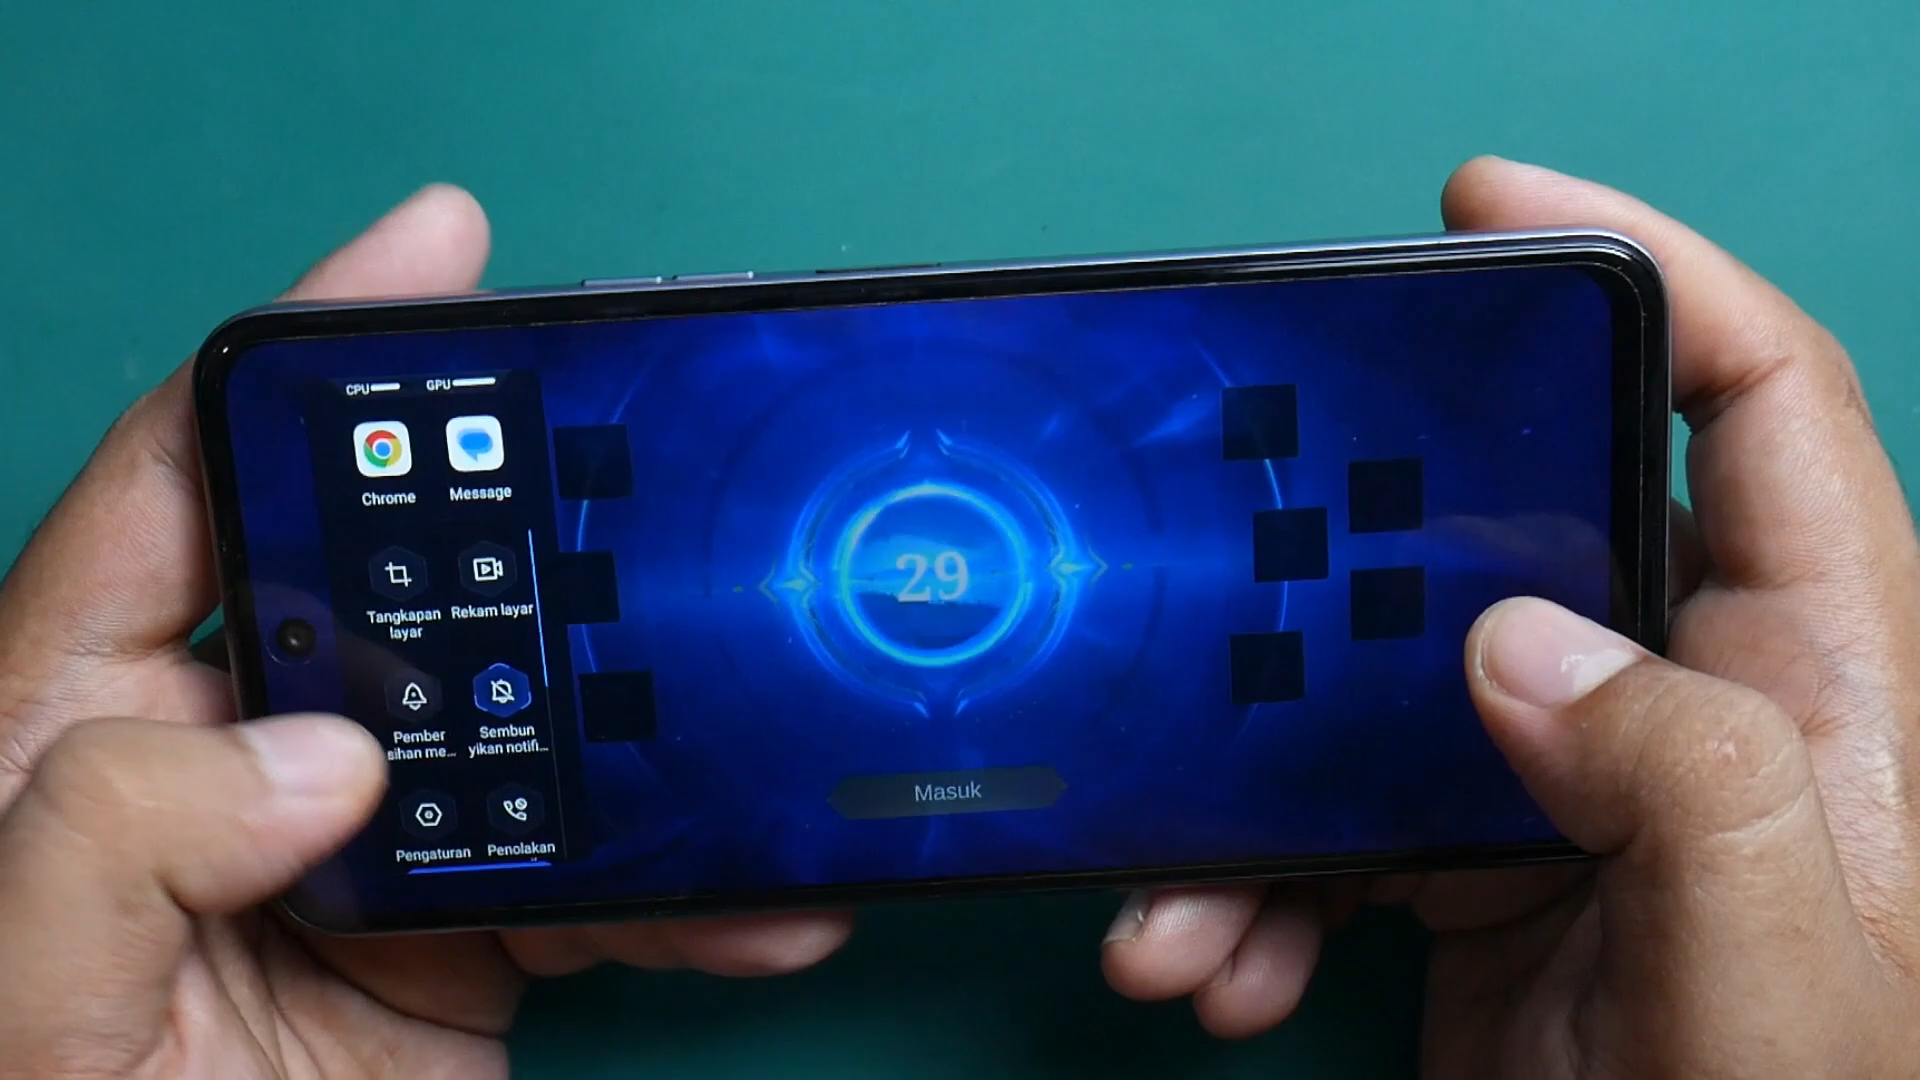 CPU GPU
Chrome Message
Tangkapan
layar
Rekam layar
Pember
sihan me...
Sembun
yikan notifi...
Pengaturan Penolakan
29
Masuk